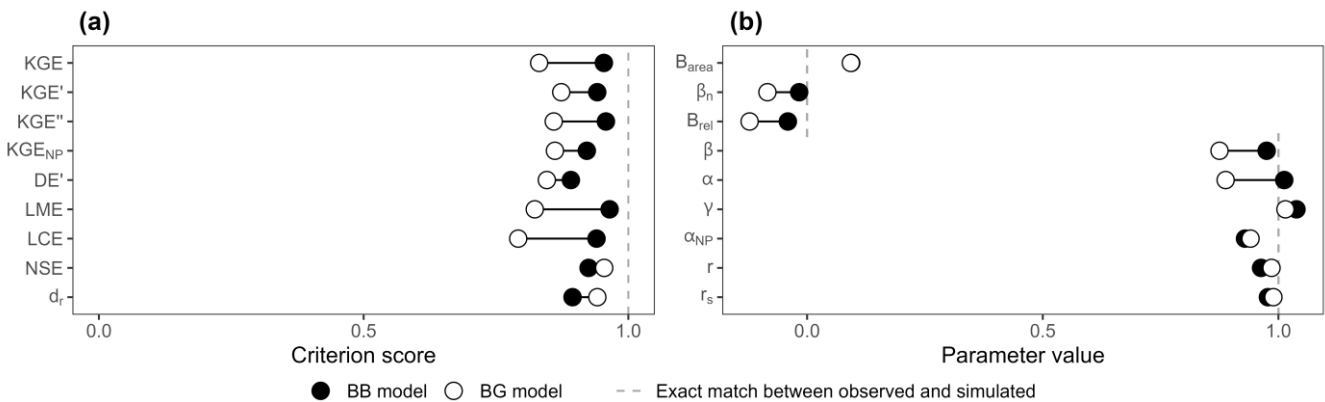 (a)
KGE
KGE'
KGE"
KGE_NP
DE'
LME
LCE
NSE
d_r
0.0 0.5 1.0
Criterion score
(b)
B_area
β_n
B_rel
β
α
γ
α_NP
r
r_s
0.0 0.5 1.0
Parameter value
BB model BG model Exact match between observed and simulated